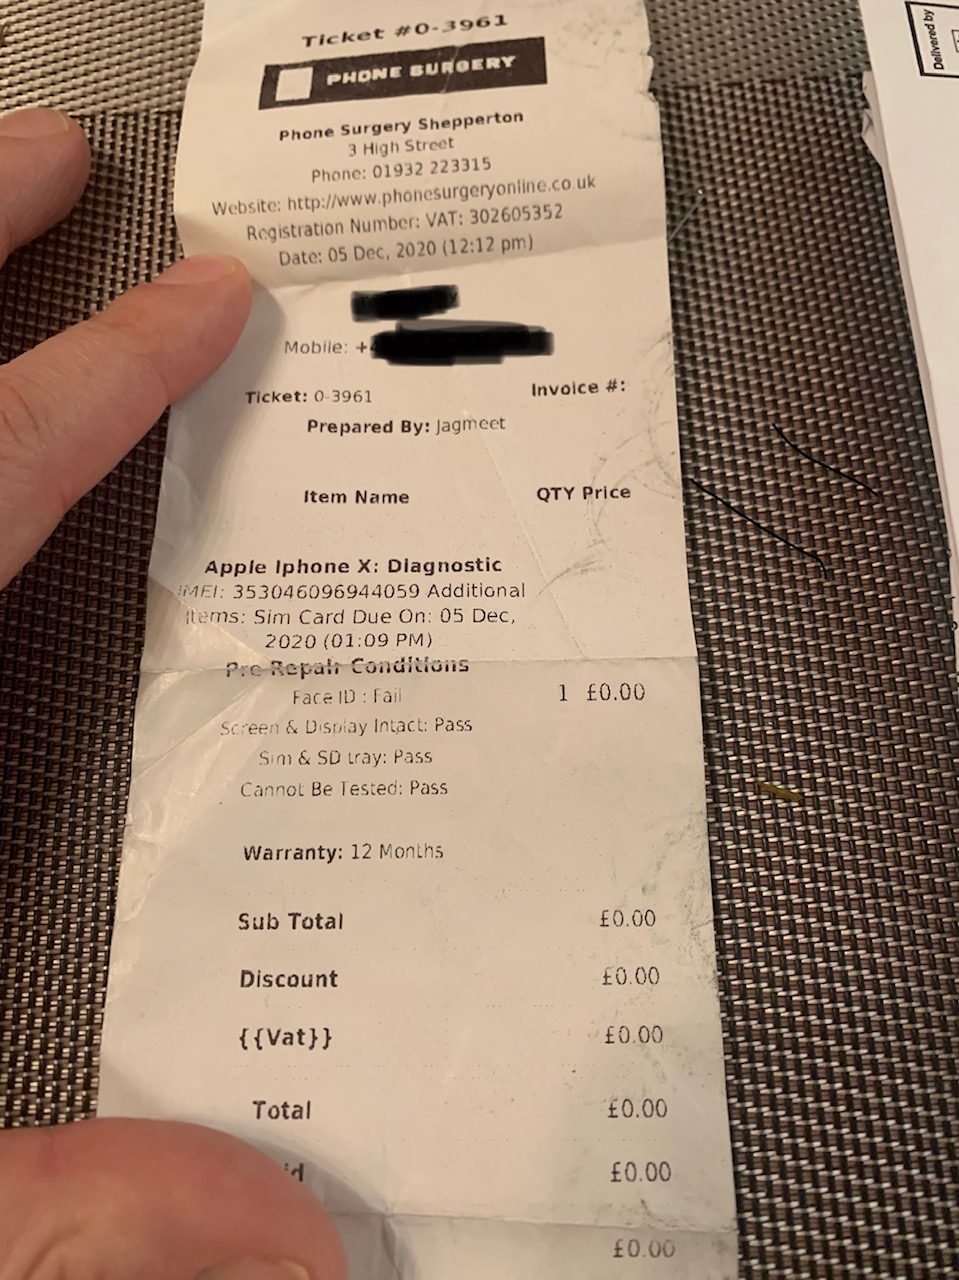 Ticket #0-3961
PHONE SURGERY
Phone Surgery Shepperton
3 High Street
Phone: 01932 223315
Website: http://www.phonesurgeryonline.co.uk
Registration Number: VAT: 302605352
Date: 05 Dec, 2020 (12:12 pm)
Mobile: +
Ticket: 0-3961 Invoice #:
Prepared By: Jagmeet
Item Name QTY Price
Apple Iphone X: Diagnostic
IMEI: 353046096944059 Additional
Items: Sim Card Due On: 05 Dec,
2020 (01:09 PM)
Pre Repair Conditions
Face ID : Fail 1 £0.00
Screen & Display Intact: Pass
Sim & SD tray: Pass
Cannot Be Tested: Pass
Warranty: 12 Months
Sub Total £0.00
Discount £0.00
{{Vat}} £0.00
Total £0.00
£0.00
£0.00
Delivered by